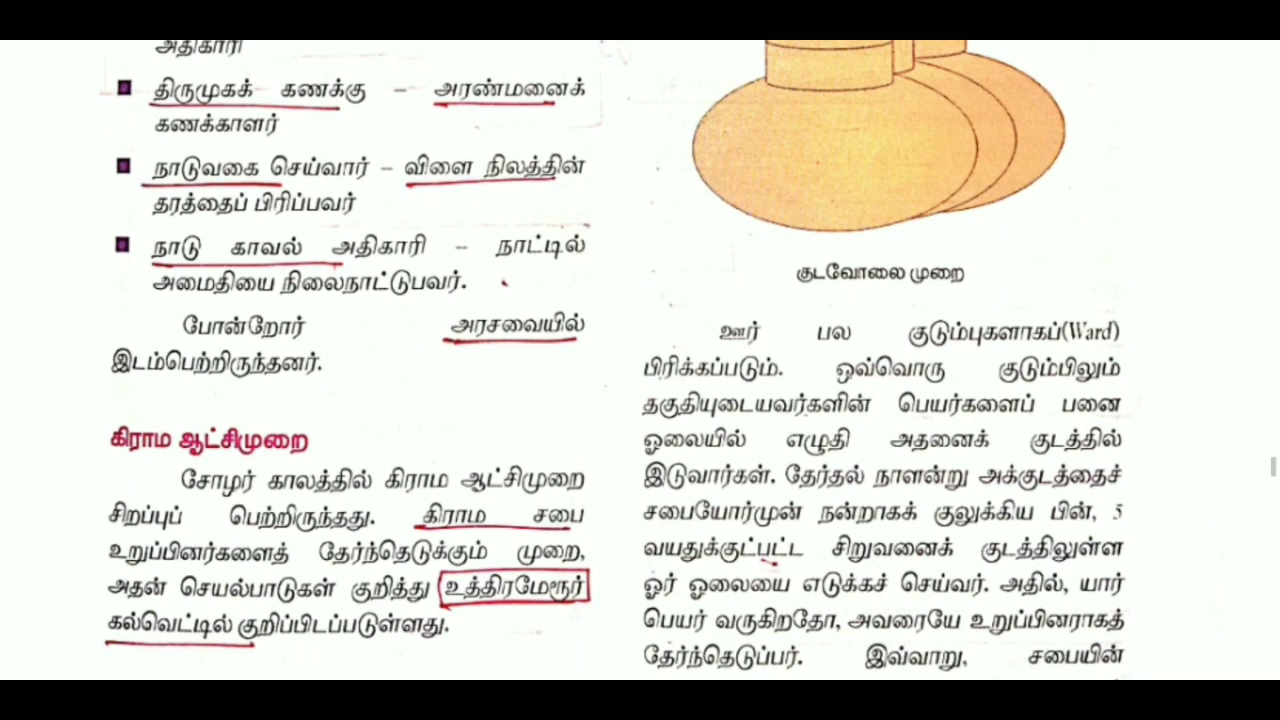 அதிகாரி
திருமுகக் கணக்கு – அரண்மனைக்
கணக்காளர்
நாடுவகை செய்வார் – விளை நிலத்தின்
தரத்தைப் பிரிப்பவர்
நாடு காவல் அதிகாரி – நாட்டில்
அமைதியை நிலைநாட்டுபவர்.
போன்றோர் அரசவையில்
இடம்பெற்றிருந்தனர்.
கிராம ஆட்சிமுறை
சோழர் காலத்தில் கிராம ஆட்சிமுறை
சிறப்புப் பெற்றிருந்தது. கிராம சபை
உறுப்பினர்களைத் தேர்ந்தெடுக்கும் முறை,
அதன் செயல்பாடுகள் குறித்து உத்திரமேரூர்
கல்வெட்டில் குறிப்பிடப்படுள்ளது.
குடவோலை முறை
ஊர் பல குடும்புகளாகப்(Ward)
பிரிக்கப்படும். ஒவ்வொரு குடும்பிலும்
தகுதியுடையவர்களின் பெயர்களைப் பனை
ஓலையில் எழுதி அதனைக் குடத்தில்
இடுவார்கள். தேர்தல் நாளன்று அக்குடத்தைச்
சபையோர்முன் நன்றாகக் குலுக்கிய பின், 5
வயதுக்குட்பட்ட சிறுவனைக் குடத்திலுள்ள
ஓர் ஓலையை எடுக்கச் செய்வர். அதில், யார்
பெயர் வருகிறதோ, அவரையே உறுப்பினராகத்
தேர்ந்தெடுப்பர். இவ்வாறு, சபையின்